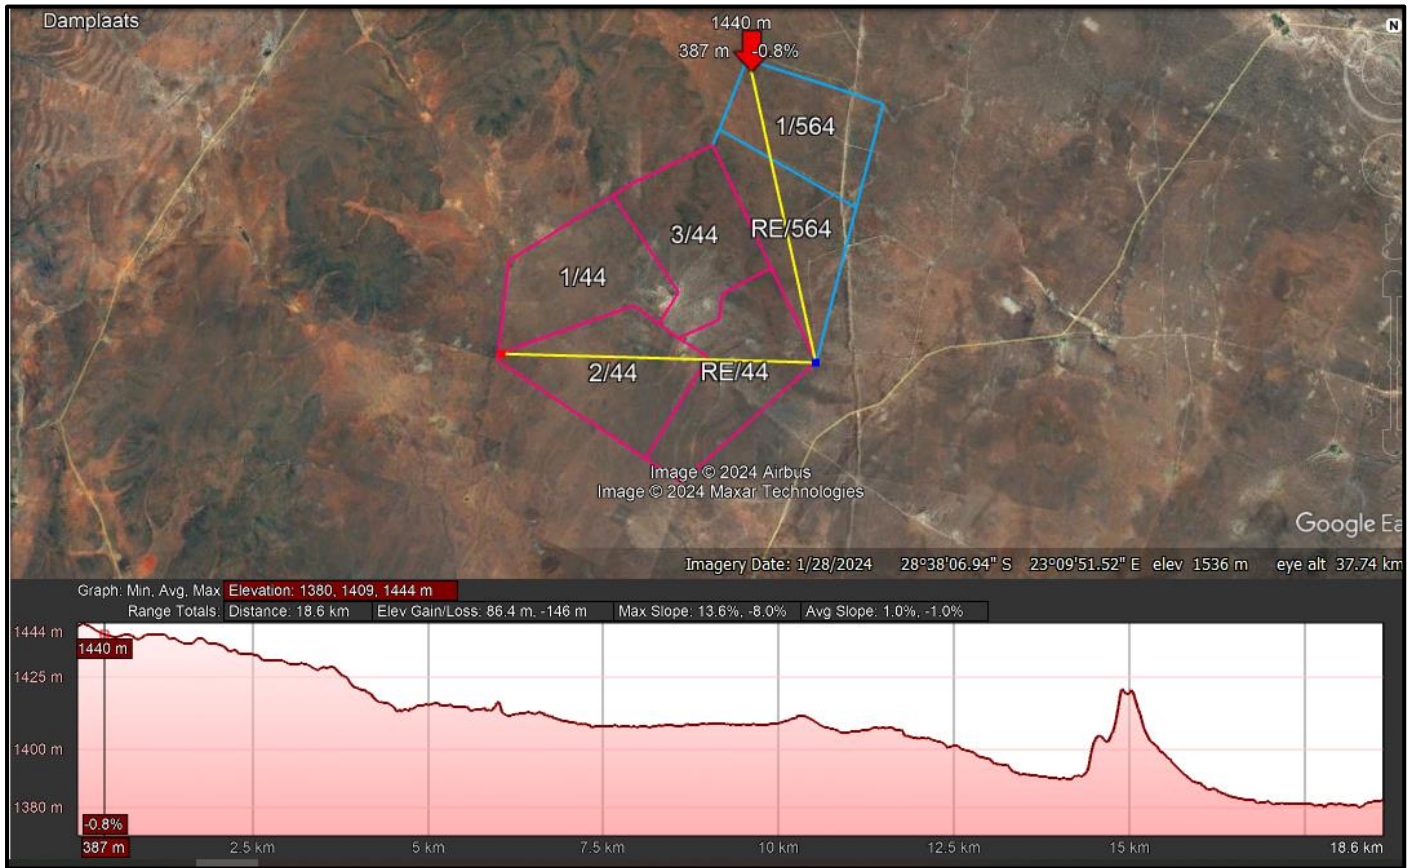 Damplaats
N
1440 m
387 m -0.8%
1/564
RE/564
3/44
1/44
2/44
RE/44
Image © 2024 Airbus
Image © 2024 Maxar Technologies
Google Ea
Imagery Date: 1/28/2024 28°38'06.94" S 23°09'51.52" E elev 1536 m eye alt 37.74 km
Graph: Min, Avg, Max Elevation: 1380, 1409, 1444 m
Range Totals: Distance: 18.6 km Elev Gain/Loss: 86.4 m, -146 m Max Slope: 13.6%, -8.0% Avg Slope: 1.0%, -1.0%
1444 m
1440 m
1425 m
1400 m
1380 m
-0.8%
387 m 2.5 km 5 km 7.5 km 10 km 12.5 km 15 km 18.6 km